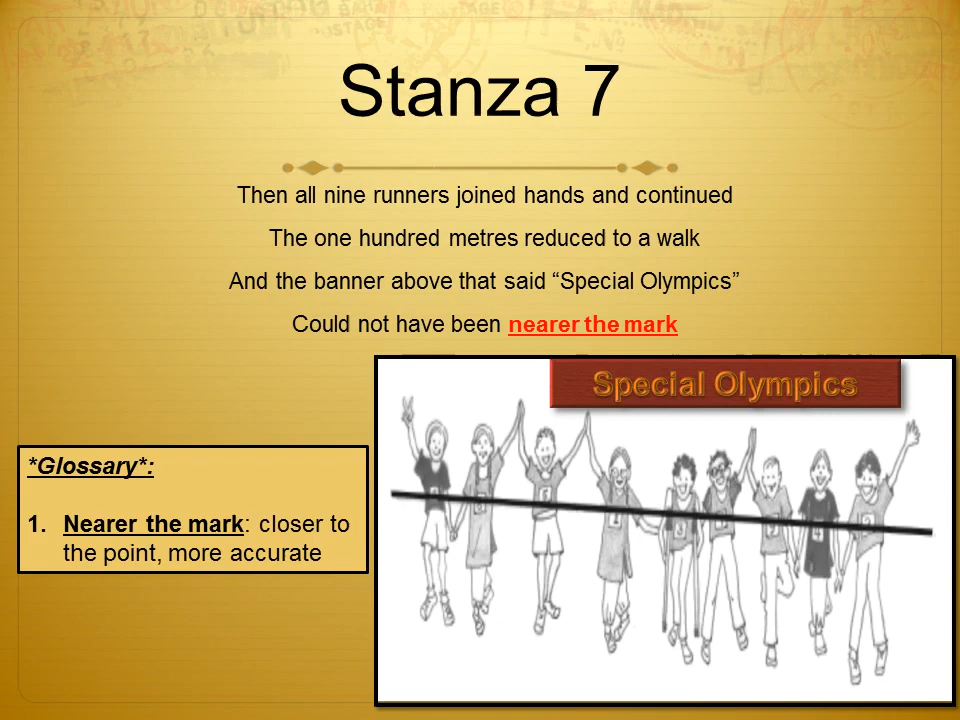 Stanza 7
Then all nine runners joined hands and continued
The one hundred metres reduced to a walk
And the banner above that said “Special Olympics”
Could not have been nearer the mark
Special Olympics
*Glossary*:
1. Nearer the mark: closer to
the point, more accurate